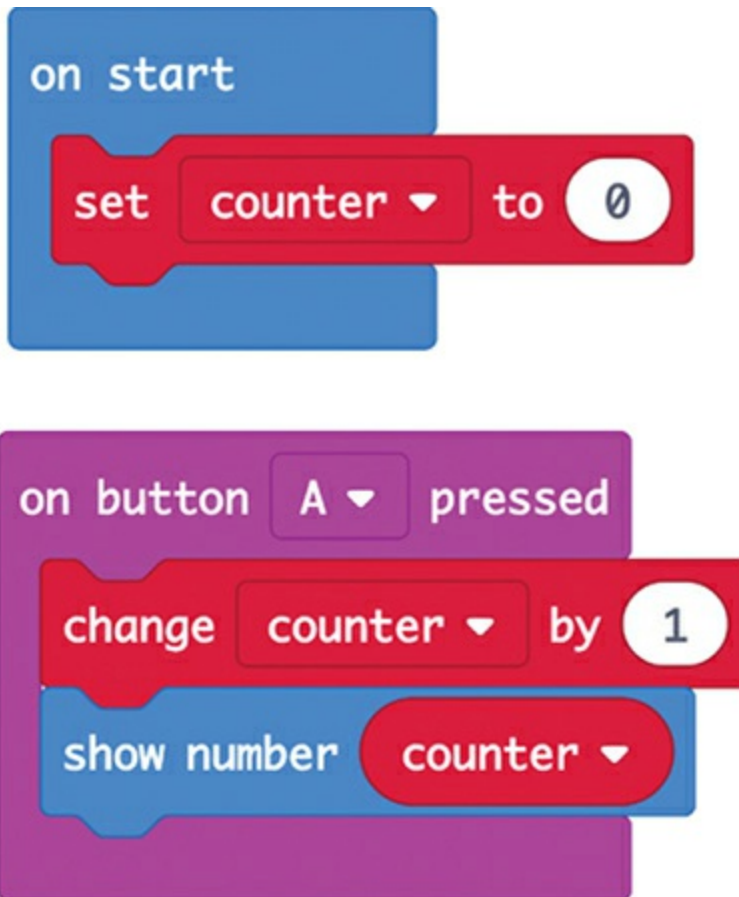 on start
set counter to 0
on button A pressed
change counter by 1
show number counter